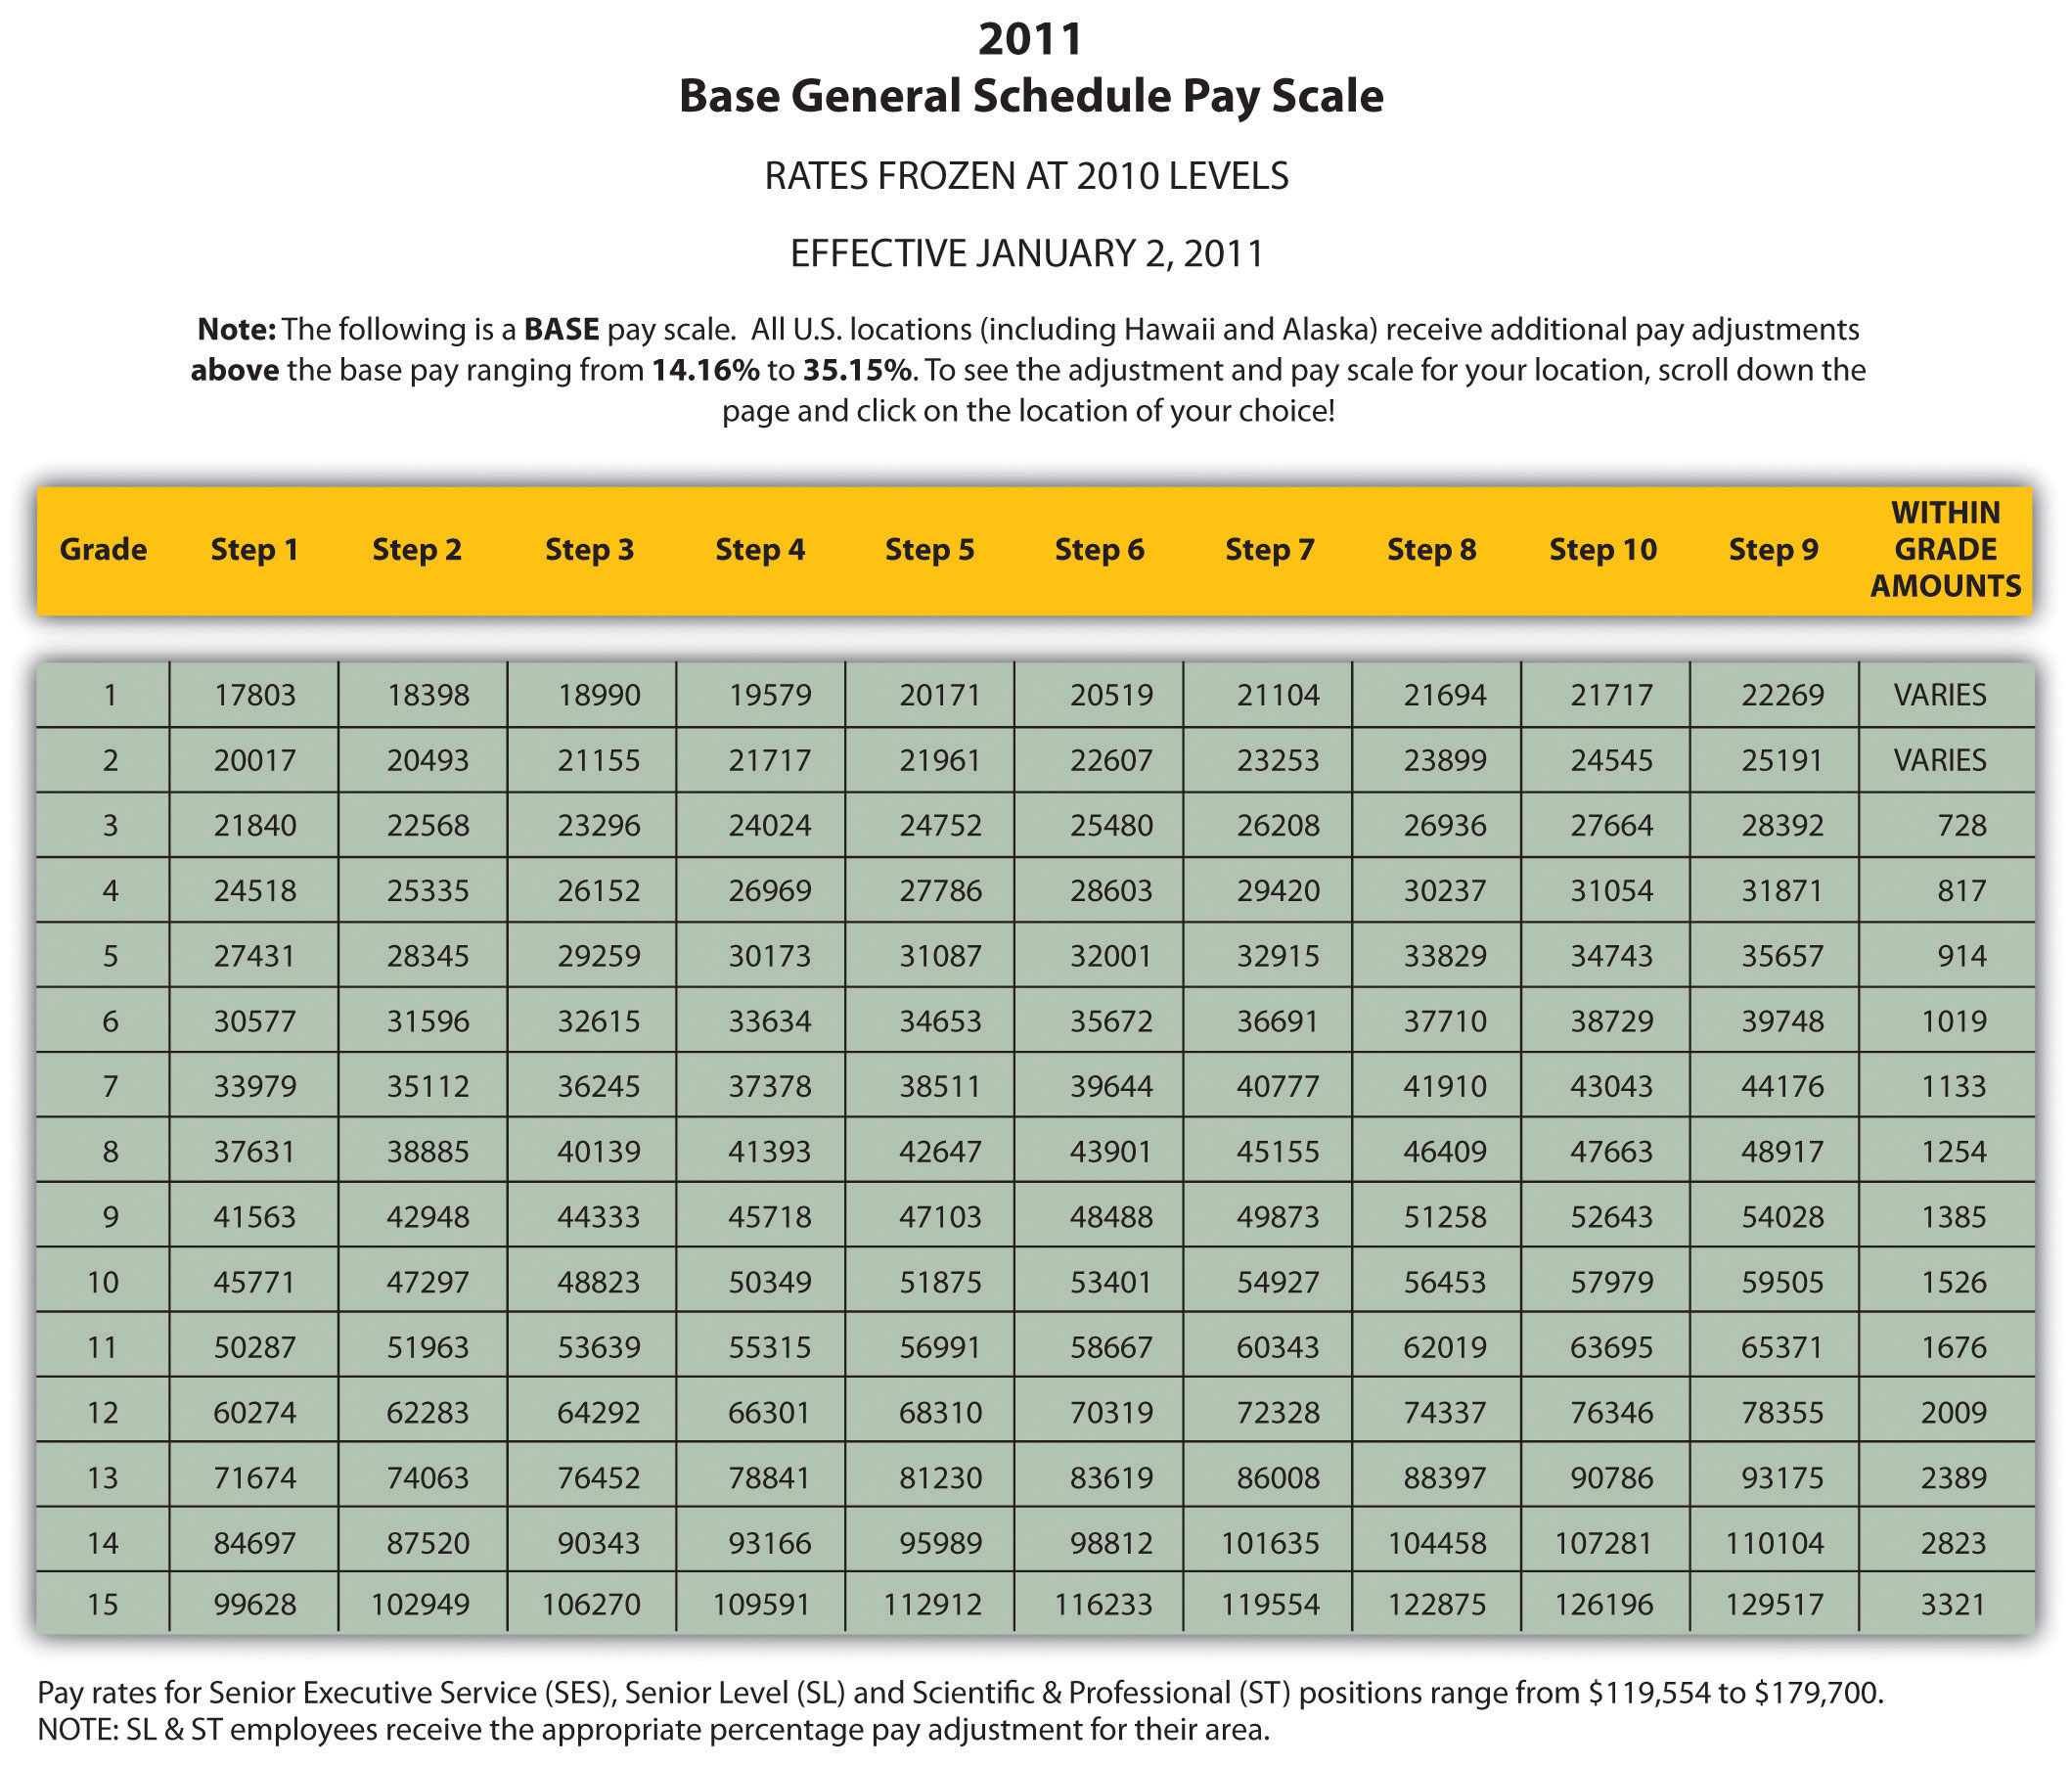 2011
Base General Schedule Pay Scale
RATES FROZEN AT 2010 LEVELS
EFFECTIVE JANUARY 2, 2011
Note: The following is a BASE pay scale. All U.S. locations (including Hawaii and Alaska) receive additional pay adjustments
above the base pay ranging from 14.16% to 35.15%. To see the adjustment and pay scale for your location, scroll down the
page and click on the location of your choice!
Grade Step 1 Step 2 Step 3 Step 4 Step 5 Step 6 Step 7 Step 8 Step 10 Step 9 WITHIN GRADE AMOUNTS
1 17803 18398 18990 19579 20171 20519 21104 21694 21717 22269 VARIES
2 20017 20493 21155 21717 21961 22607 23253 23899 24545 25191 VARIES
3 21840 22568 23296 24024 24752 25480 26208 26936 27664 28392 728
4 24518 25335 26152 26969 27786 28603 29420 30237 31054 31871 817
5 27431 28345 29259 30173 31087 32001 32915 33829 34743 35657 914
6 30577 31596 32615 33634 34653 35672 36691 37710 38729 39748 1019
7 33979 35112 36245 37378 38511 39644 40777 41910 43043 44176 1133
8 37631 38885 40139 41393 42647 43901 45155 46409 47663 48917 1254
9 41563 42948 44333 45718 47103 48488 49873 51258 52643 54028 1385
10 45771 47297 48823 50349 51875 53401 54927 56453 57979 59505 1526
11 50287 51963 53639 55315 56991 58667 60343 62019 63695 65371 1676
12 60274 62283 64292 66301 68310 70319 72328 74337 76346 78355 2009
13 71674 74063 76452 78841 81230 83619 86008 88397 90786 93175 2389
14 84697 87520 90343 93166 95989 98812 101635 104458 107281 110104 2823
15 99628 102949 106270 109591 112912 116233 119554 122875 126196 129517 3321
Pay rates for Senior Executive Service (SES), Senior Level (SL) and Scientific & Professional (ST) positions range from $119,554 to $179,700.
NOTE: SL & ST employees receive the appropriate percentage pay adjustment for their area.